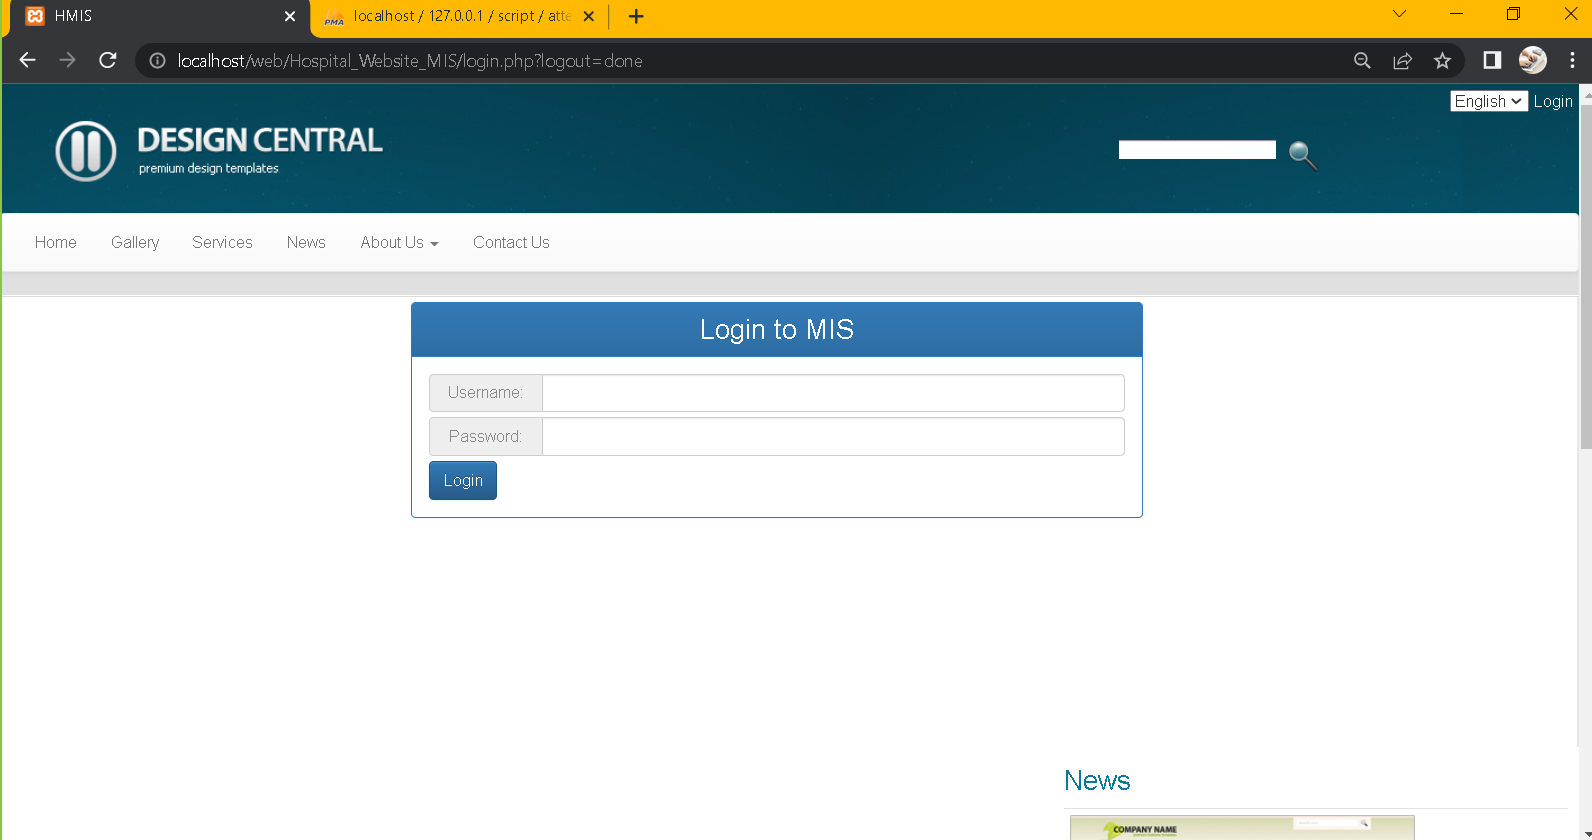 HMIS
localhost / 127.0.0.1 / script / atte
localhost/web/Hospital_Website_MIS/login.php?logout=done
English Login
DESIGN CENTRAL
premium design templates
Home Gallery Services News About Us Contact Us
Login to MIS
Username:
Password:
Login
News
COMPANY NAME